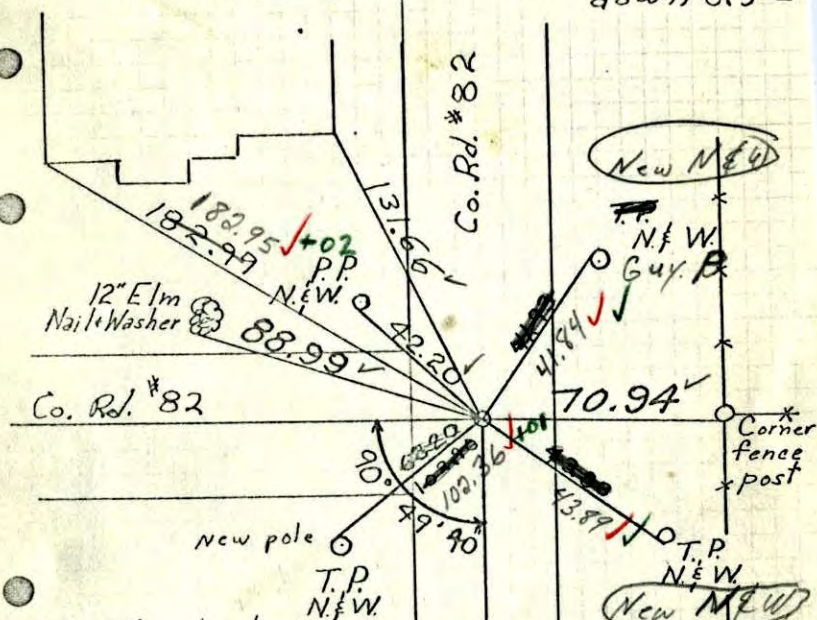 Co. Rd. #82
New N & W
N. & W.
Guy. P.
131.66 ✓
182.95 ✓ +02
182.97
P.P.
N. & W.
12" Elm
Nail + Washer
88.99 ✓
42.20 ✓
41.84 ✓ ✓
70.94 ✓
Co. Rd. #82
Corner
fence
post
63.20
102.36 ✓ +01
90°
49'
90°
43.89 ✓✓
New pole
T.P.
N. & W.
T.P.
N. & W.
New N & W